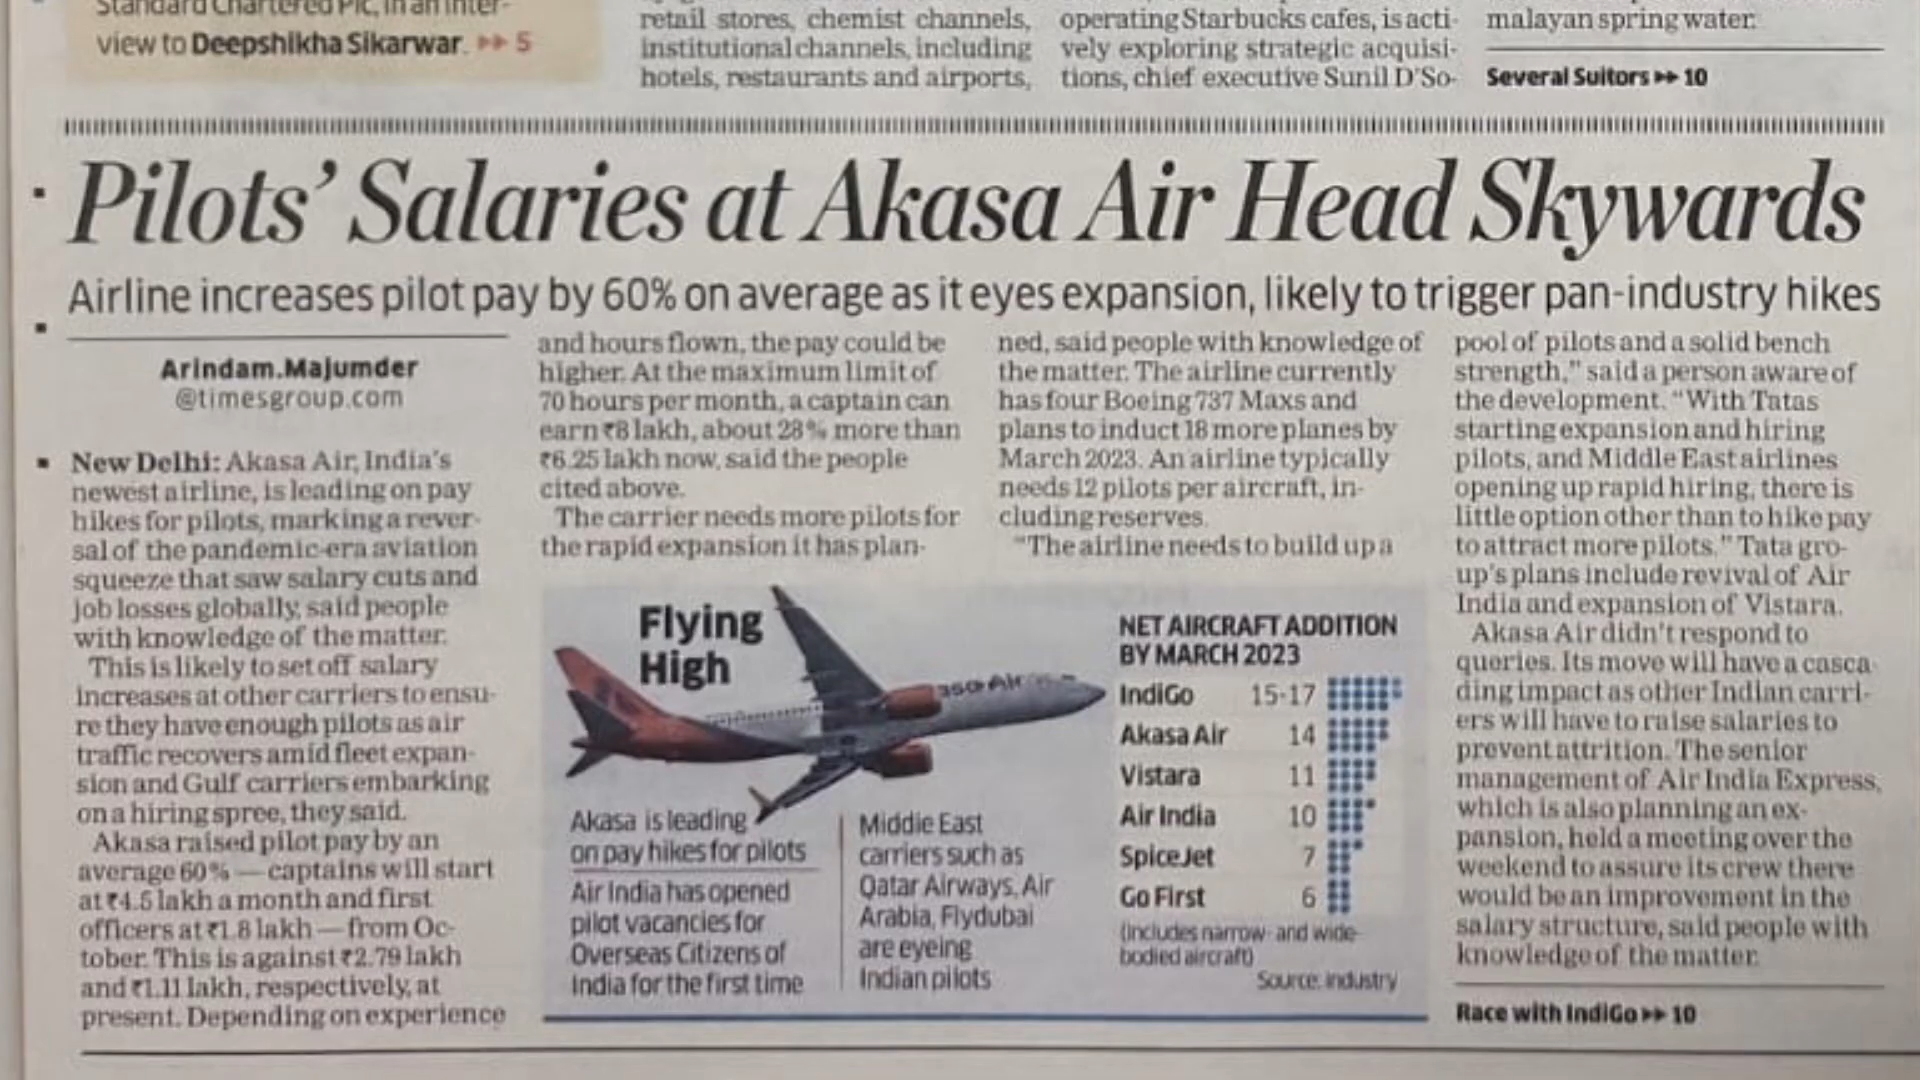 Standard Chartered Plc, in an inter-
view to Deepshikha Sikarwar. ▸▸ 5
retail stores, chemist channels,
institutional channels, including
hotels, restaurants and airports,
operating Starbucks cafes, is acti-
vely exploring strategic acquisi-
tions, chief executive Sunil D'So-
malayan spring water.
Several Suitors ▸▸ 10
Pilots' Salaries at Akasa Air Head Skywards
Airline increases pilot pay by 60% on average as it eyes expansion, likely to trigger pan-industry hikes
Arindam.Majumder
@timesgroup.com
New Delhi: Akasa Air, India's
newest airline, is leading on pay
hikes for pilots, marking a rever-
sal of the pandemic-era aviation
squeeze that saw salary cuts and
job losses globally, said people
with knowledge of the matter.
This is likely to set off salary
increases at other carriers to ensu-
re they have enough pilots as air
traffic recovers amid fleet expan-
sion and Gulf carriers embarking
on a hiring spree, they said.
Akasa raised pilot pay by an
average 60% — captains will start
at ₹4.5 lakh a month and first
officers at ₹1.8 lakh — from Oc-
tober. This is against ₹2.79 lakh
and ₹1.11 lakh, respectively, at
present. Depending on experience
and hours flown, the pay could be
higher. At the maximum limit of
70 hours per month, a captain can
earn ₹8 lakh, about 28% more than
₹6.25 lakh now, said the people
cited above.
The carrier needs more pilots for
the rapid expansion it has plan-
ned, said people with knowledge of
the matter. The airline currently
has four Boeing 737 Maxs and
plans to induct 18 more planes by
March 2023. An airline typically
needs 12 pilots per aircraft, in-
cluding reserves.
"The airline needs to build up a
pool of pilots and a solid bench
strength," said a person aware of
the development. "With Tatas
starting expansion and hiring
pilots, and Middle East airlines
opening up rapid hiring, there is
little option other than to hike pay
to attract more pilots." Tata gro-
up's plans include revival of Air
India and expansion of Vistara.
Akasa Air didn't respond to
queries. Its move will have a casca-
ding impact as other Indian carri-
ers will have to raise salaries to
prevent attrition. The senior
management of Air India Express,
which is also planning an ex-
pansion, held a meeting over the
weekend to assure its crew there
would be an improvement in the
salary structure, said people with
knowledge of the matter.
Race with IndiGo ▸▸ 10
Flying
High
Akasa is leading
on pay hikes for pilots
Air India has opened
pilot vacancies for
Overseas Citizens of
India for the first time
Middle East
carriers such as
Qatar Airways, Air
Arabia, Flydubai
are eyeing
Indian pilots
NET AIRCRAFT ADDITION
BY MARCH 2023
IndiGo 15-17
Akasa Air 14
Vistara 11
Air India 10
SpiceJet 7
Go First 6
(Includes narrow- and wide-
bodied aircraft)
Source: industry